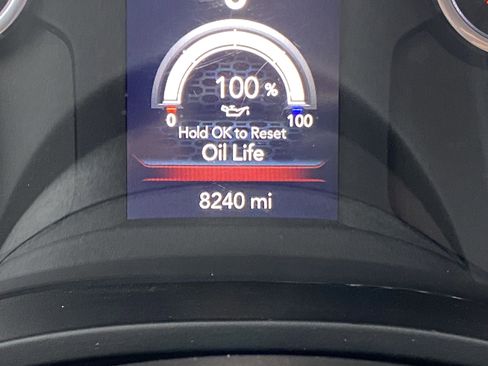 100 %
0 100
Hold OK to Reset
Oil Life
8240 mi